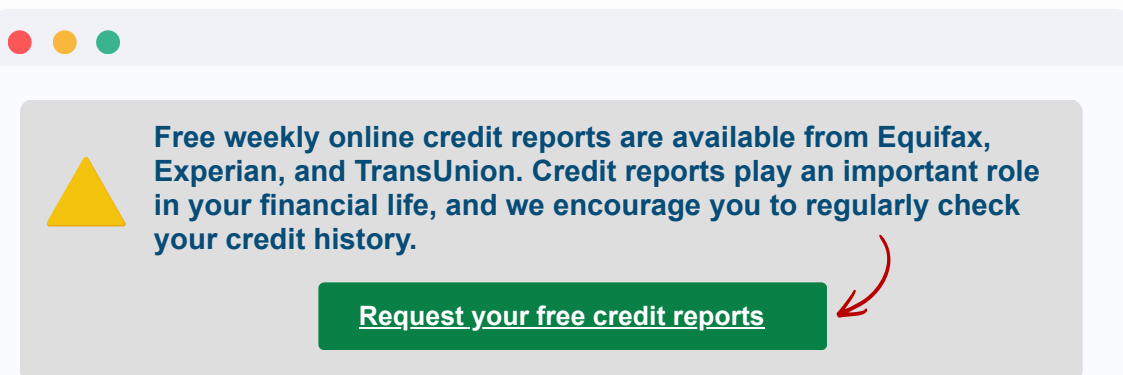 Free weekly online credit reports are available from Equifax,
Experian, and TransUnion. Credit reports play an important role
in your financial life, and we encourage you to regularly check
your credit history.
Request your free credit reports